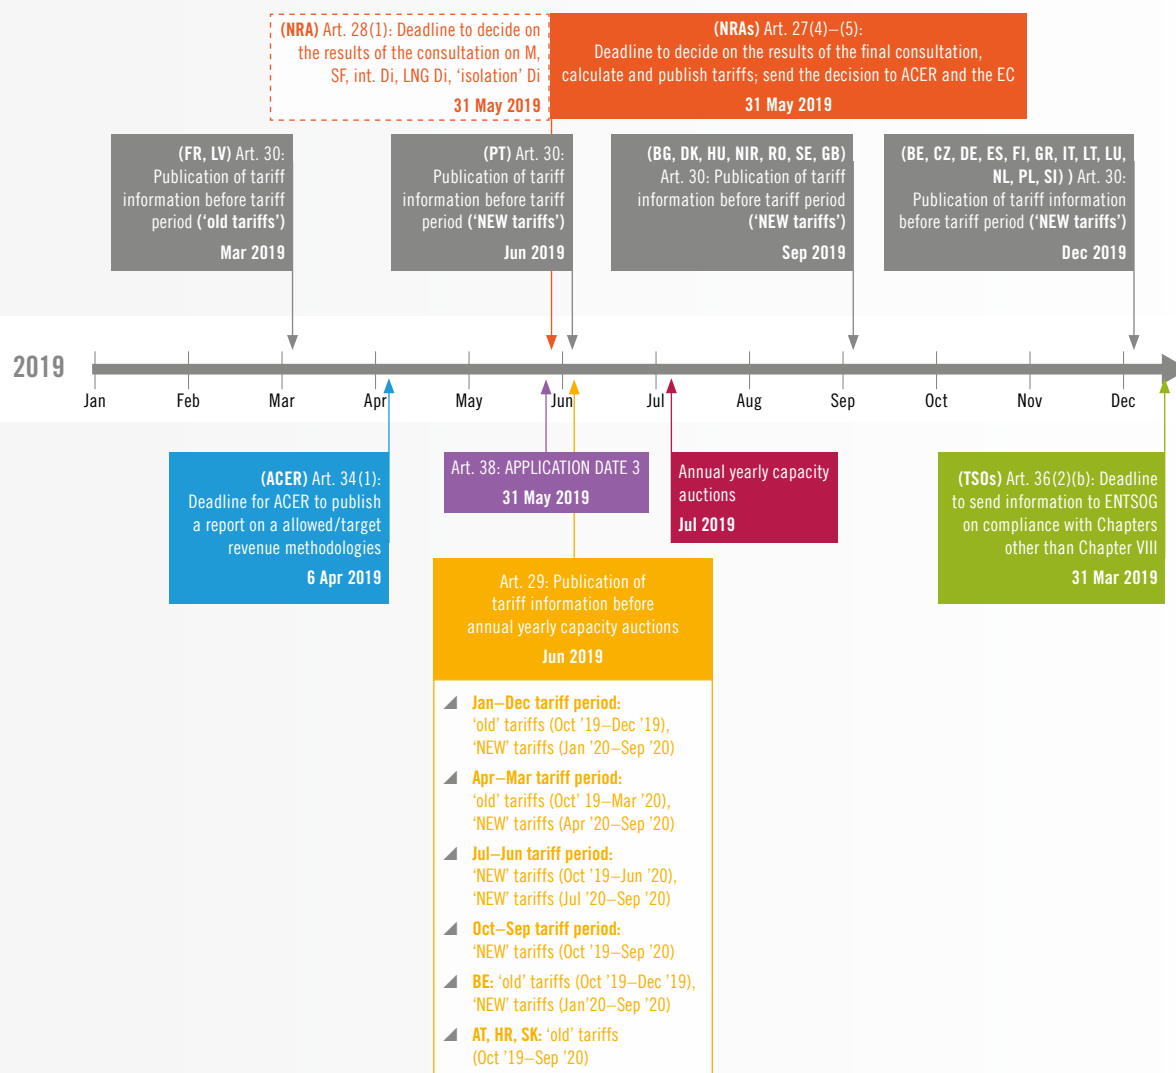 (NRA) Art. 28(1): Deadline to decide on
the results of the consultation on M,
SF, int. Di, LNG Di, ‘isolation’ Di
31 May 2019
(NRAs) Art. 27(4)–(5):
Deadline to decide on the results of the final consultation,
calculate and publish tariffs; send the decision to ACER and the EC
31 May 2019
(FR, LV) Art. 30:
Publication of tariff
information before tariff
period (‘old tariffs’)
Mar 2019
(PT) Art. 30:
Publication of tariff
information before tariff
period (‘NEW tariffs’)
Jun 2019
(BG, DK, HU, NIR, RO, SE, GB)
Art. 30: Publication of tariff
information before tariff period
(‘NEW tariffs’)
Sep 2019
(BE, CZ, DE, ES, FI, GR, IT, LT, LU,
NL, PL, SI) ) Art. 30:
Publication of tariff information
before tariff period (‘NEW tariffs’)
Dec 2019
2019
Jan Feb Mar Apr May Jun Jul Aug Sep Oct Nov Dec
(ACER) Art. 34(1):
Deadline for ACER to publish
a report on a allowed/target
revenue methodologies
6 Apr 2019
Art. 38: APPLICATION DATE 3
31 May 2019
Annual yearly capacity
auctions
Jul 2019
(TSOs) Art. 36(2)(b): Deadline
to send information to ENTSOG
on compliance with Chapters
other than Chapter VIII
31 Mar 2019
Art. 29: Publication of
tariff information before
annual yearly capacity auctions
Jun 2019
Jan–Dec tariff period:
‘old’ tariffs (Oct ’19–Dec ’19),
‘NEW’ tariffs (Jan ’20–Sep ’20)
Apr–Mar tariff period:
‘old’ tariffs (Oct’ 19–Mar ’20),
‘NEW’ tariffs (Apr ’20–Sep ’20)
Jul–Jun tariff period:
‘NEW’ tariffs (Oct ’19–Jun ’20),
‘NEW’ tariffs (Jul ’20–Sep ’20)
Oct–Sep tariff period:
‘NEW’ tariffs (Oct ’19–Sep ’20)
BE: ‘old’ tariffs (Oct ’19–Dec ’19),
‘NEW’ tariffs (Jan’20–Sep ’20)
AT, HR, SK: ‘old’ tariffs
(Oct ’19–Sep ’20)